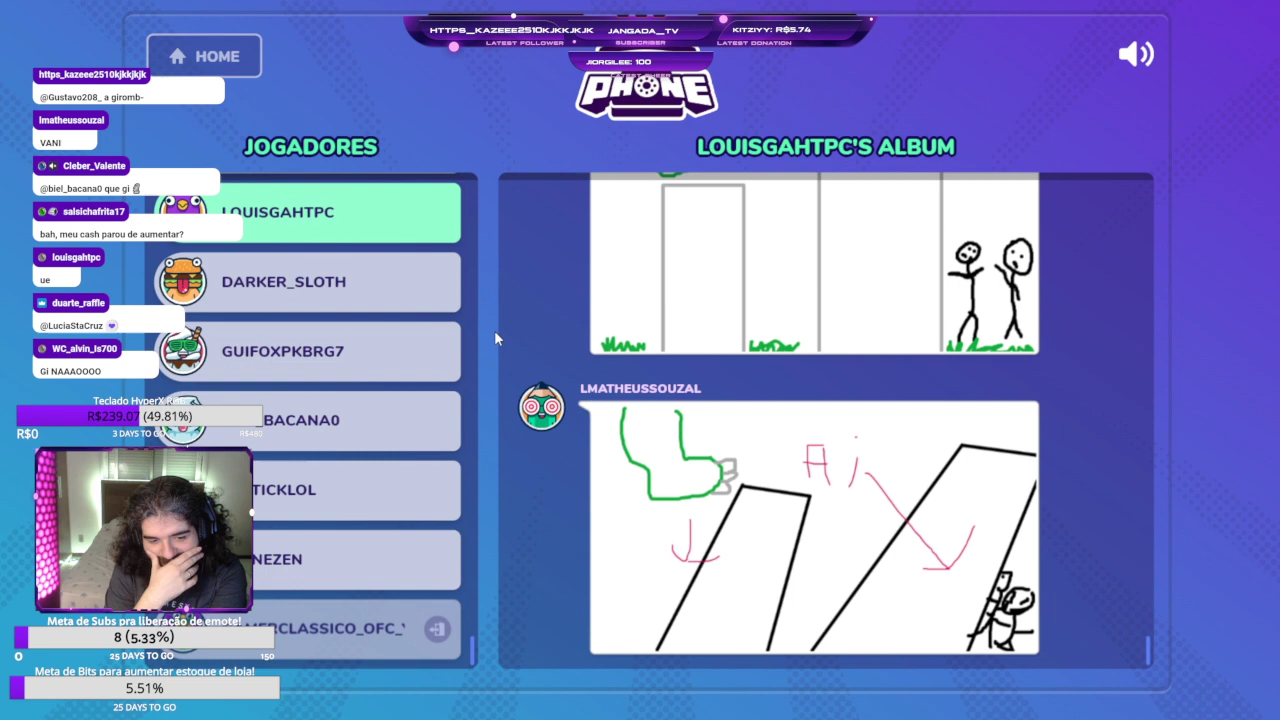 HTTPS_KAZEEE2510KJKKJKJK
LATEST FOLLOWER
JANGADA_TV
SUBSCRIBER
KITZIYY: R$5.74
LATEST DONATION
JIORGILEE: 100
HOME
PHONE
https_kazeee2510kjkkjkjk
@Gustavo208_ a giromb-
lmatheussouzal
VANI
Cleber_Valente
@biel_bacana0 que gi
salsichafrita17
bah, meu cash parou de aumentar?
louisgahtpc
ue
duarte_raffle
@LuciaStaCruz
WC_alvin_Is700
Gi NAAAOOOO
Teclado HyperX
R$239.07 (49.81%)
R$0
3 DAYS TO GO
R$480
Meta de Subs pra liberação de emote!
8 (5.33%)
0
25 DAYS TO GO
150
Meta de Bits para aumentar estoque de lola!
5.51%
25 DAYS TO GO
JOGADORES
LOUISGAHTPC
DARKER_SLOTH
GUIFOXPKBRG7
BACANA0
TICKLOL
NEZEN
ERCLASSICO_OFC_
LOUISGAHTPC'S ALBUM
LMATHEUSSOUZAL
Ai